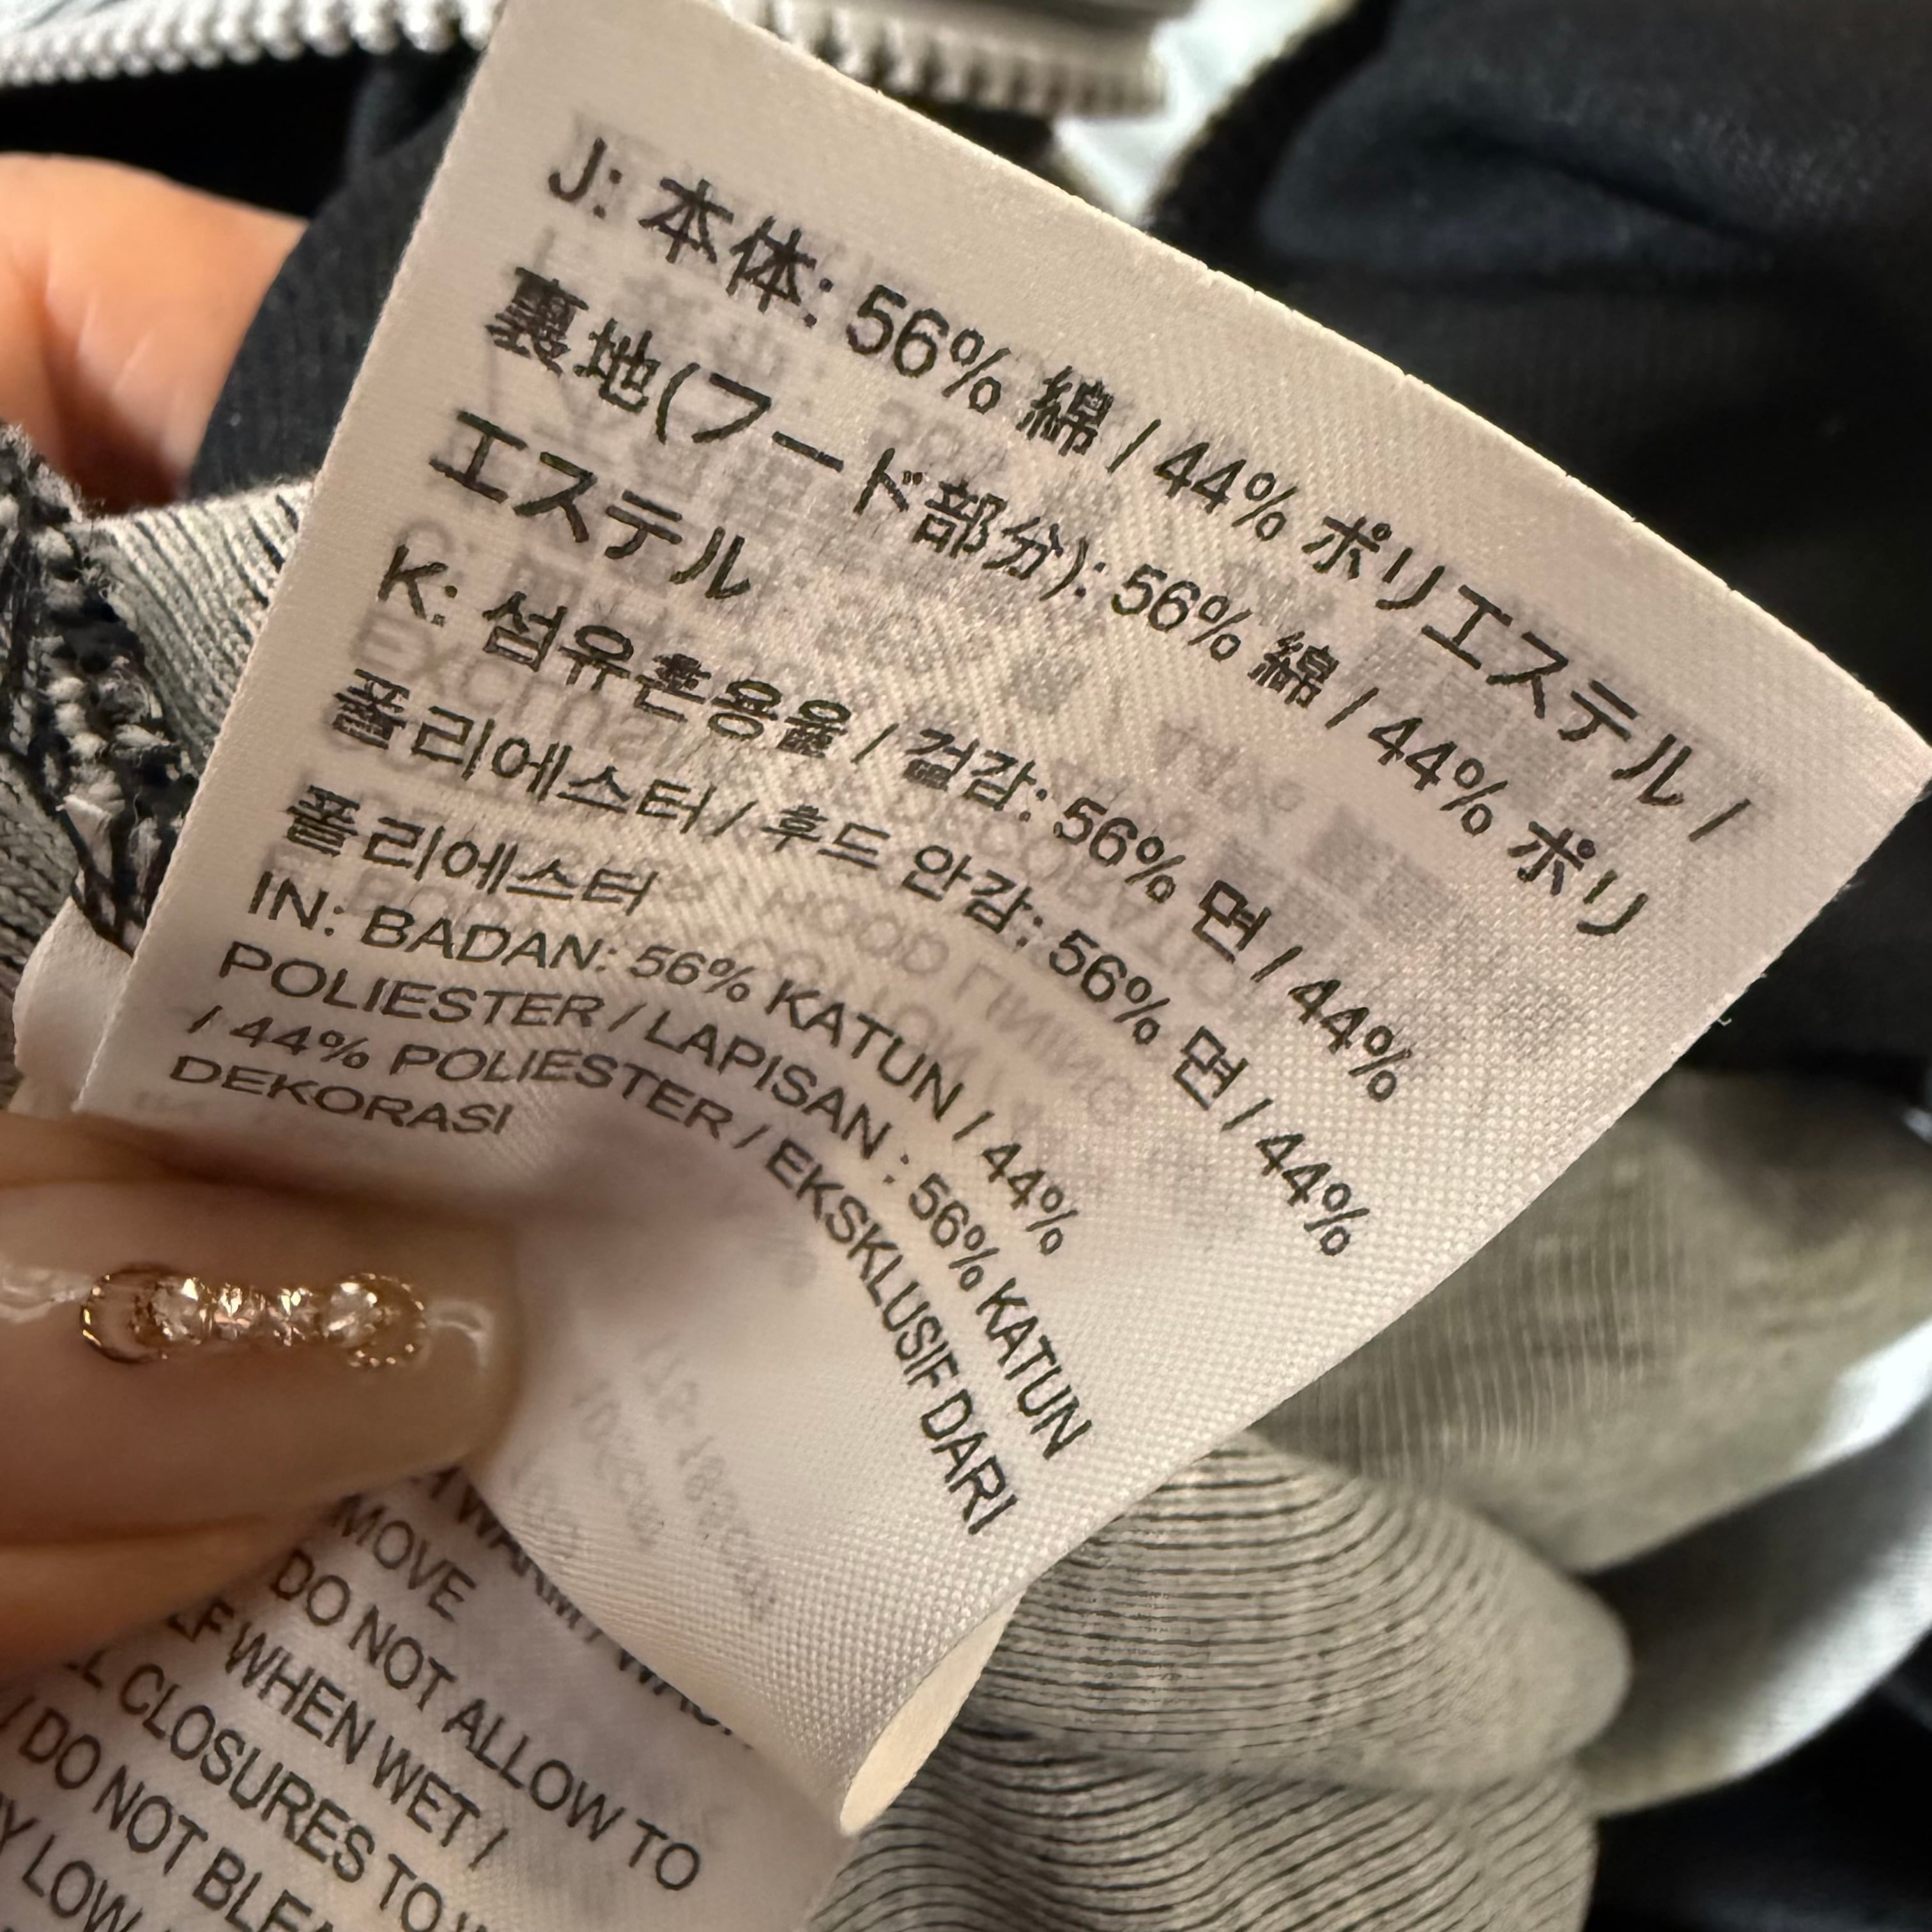 J: 本体: 56% 綿 / 44% ポリエステル /
裏地(フード部分): 56% 綿 / 44% ポリ
エステル
K: 섬유혼용율 / 겉감: 56% 면 / 44%
폴리에스터 / 후드 안감: 56% 면 / 44%
폴리에스터
IN: BADAN: 56% KATUN / 44%
POLIESTER / LAPISAN : 56% KATUN
/ 44% POLIESTER / EKSKLUSIF DARI
DEKORASI
MOVE
DO NOT ALLOW TO
WHEN WET /
CLOSURES TO
/ DO NOT
LOW